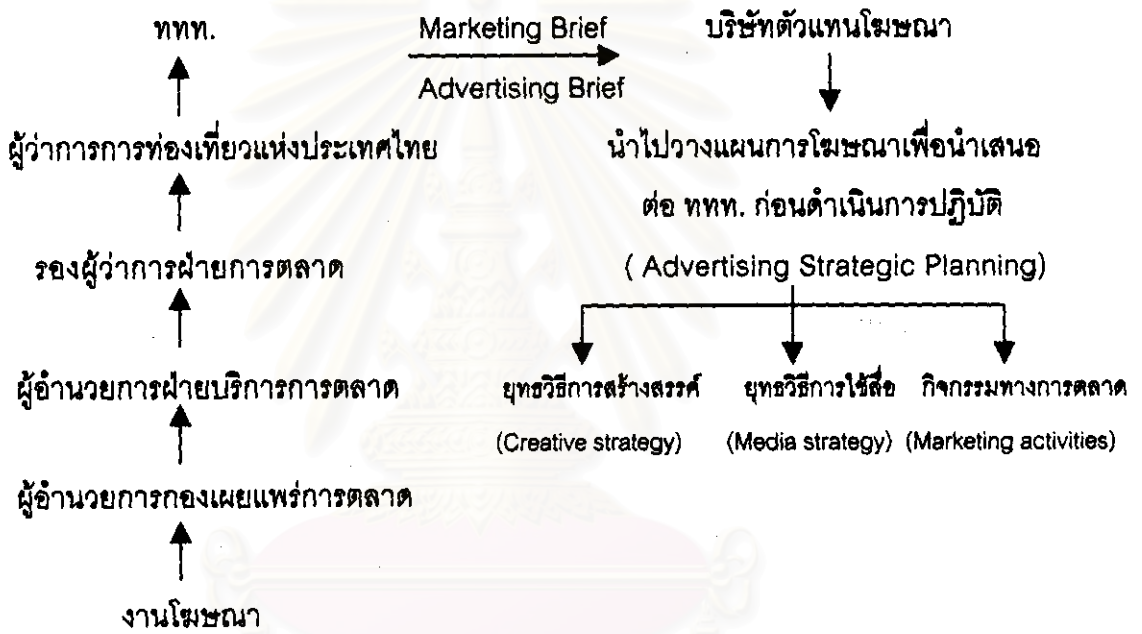 ททท.
Marketing Brief
Advertising Brief
บริษัทตัวแทนโฆษณา
ผู้ว่าการการท่องเที่ยวแห่งประเทศไทย
นำไปวางแผนการโฆษณาเพื่อนำเสนอ
ต่อ ททท. ก่อนดำเนินการปฏิบัติ
รองผู้ว่าการฝ่ายการตลาด
( Advertising Strategic Planning)
ผู้อำนวยการฝ่ายบริการการตลาด
ยุทธวิธีการสร้างสรรค์
(Creative strategy)
ยุทธวิธีการใช้สื่อ
(Media strategy)
กิจกรรมทางการตลาด
(Marketing activities)
ผู้อำนวยการกองเผยแพร่การตลาด
งานโฆษณา